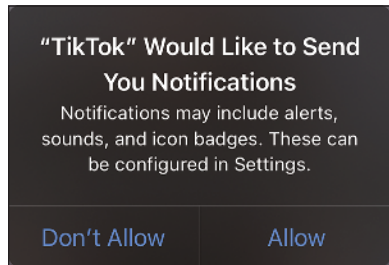 “TikTok” Would Like to Send
You Notifications
Notifications may include alerts,
sounds, and icon badges. These can
be configured in Settings.
Don’t Allow
Allow